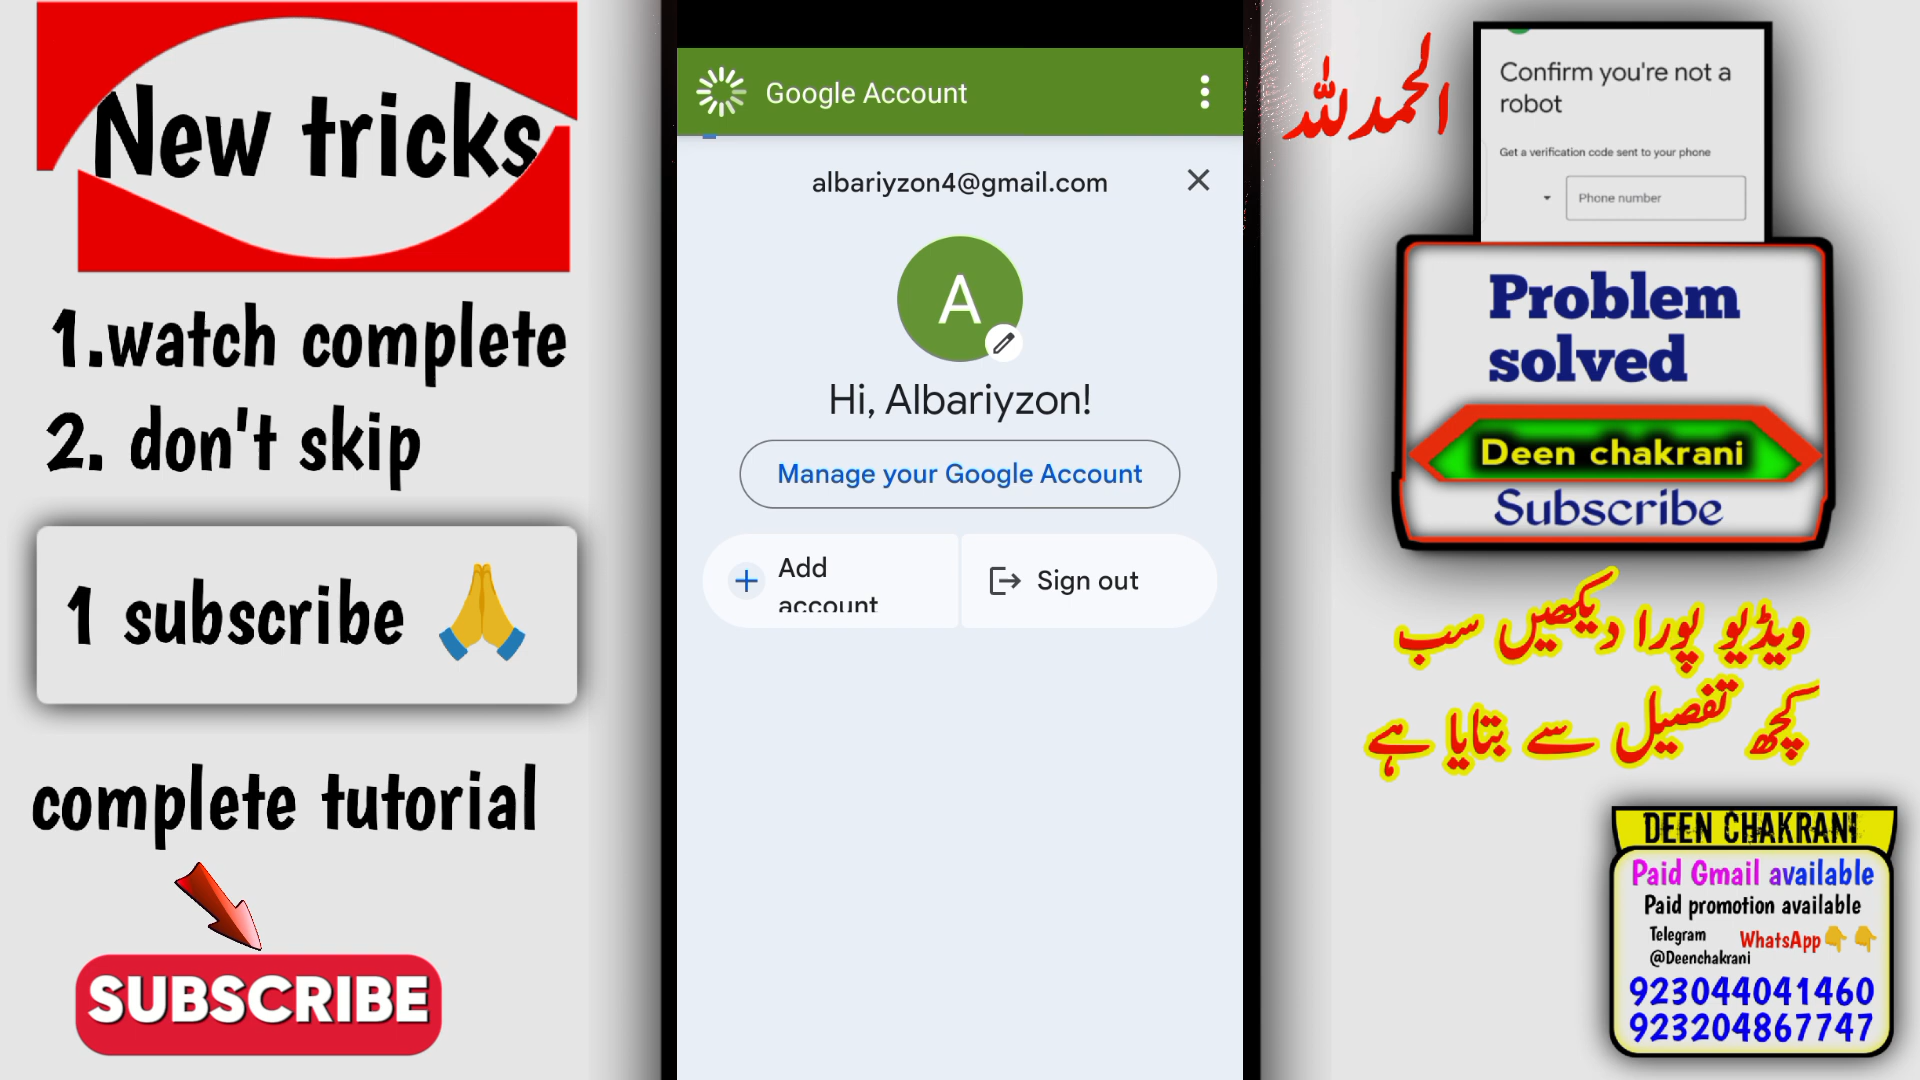 New tricks
1.watch complete
2. don't skip
1 subscribe 🙏
complete tutorial
SUBSCRIBE
Google Account
albariyzon4@gmail.com
A
Hi, Albariyzon!
Manage your Google Account
Add
account
Sign out
الحمدللہ
Confirm you're not a
robot
Get a verification code sent to your phone
Phone number
Problem
solved
Deen chakrani
Subscribe
ویڈیو پورا دیکھیں سب
کچھ تفصیل سے بتایا ہے
DEEN CHAKRANI
Paid Gmail available
Paid promotion available
Telegram
WhatsApp👇👇
@Deenchakrani
923044041460
923204867747